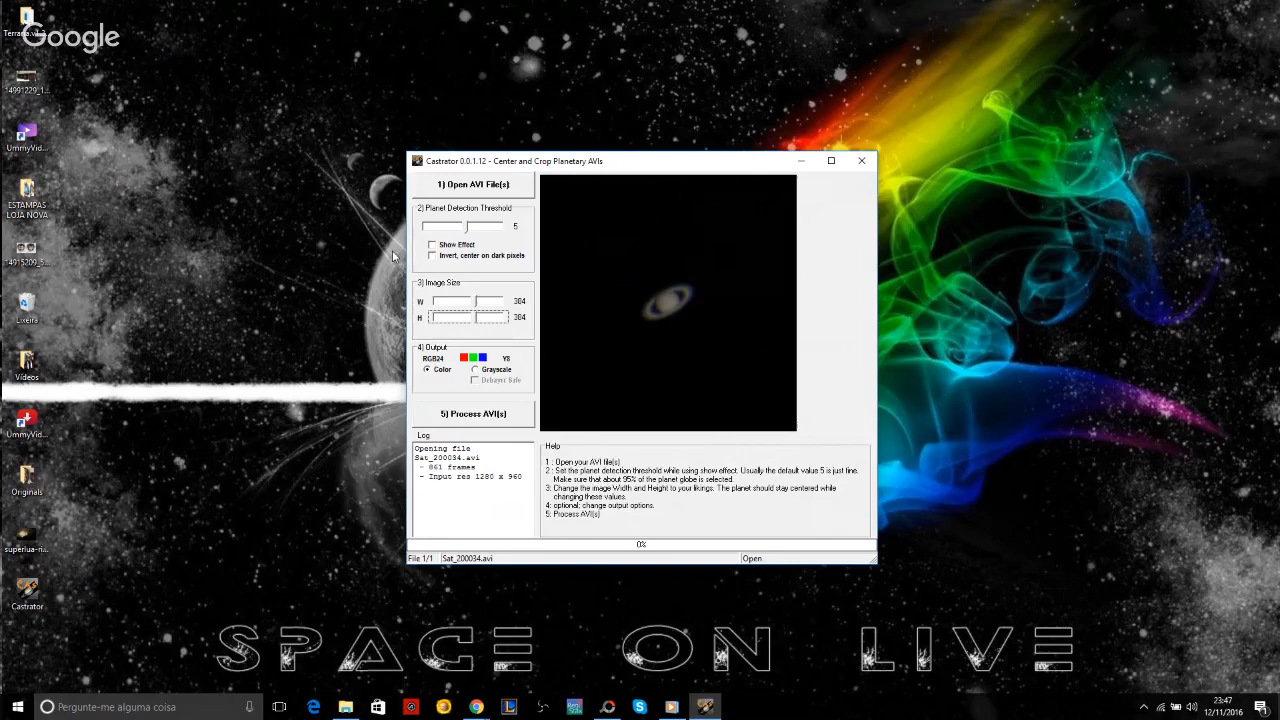 Google
14991229_1...
UmmyVid...
ESTAMPAS
LOJA NOVA
14915209_5...
Lixeira
Vídeos
UmmyVid...
Originals
superlua-ri...
Castrator
Castrator 0.0.1.12 - Center and Crop Planetary AVIs
1) Open AVI File(s)
2) Planet Detection Threshold
5
Show Effect
Invert, center on dark pixels
3) Image Size
W 384
H 384
4) Output
RGB24 Y8
Color Grayscale
Debayer Safe
5) Process AVI(s)
Log
Opening file
Sat_200034.avi
- 861 frames
- Input res 1280 x 960
Help
1 : Open your AVI file(s)
2 : Set the planet detection threshold while using show effect. Usually the default value 5 is just fine.
Make sure that about 95% of the planet globe is selected.
3: Change the image Width and Height to your likings. The planet should stay centered while
changing these values.
4: optional; change output options.
5: Process AVI(s)
0%
File 1/1 Sat_200034.avi Open
SPACE ON LIVE
Pergunte-me alguma coisa
23:47
12/11/2016